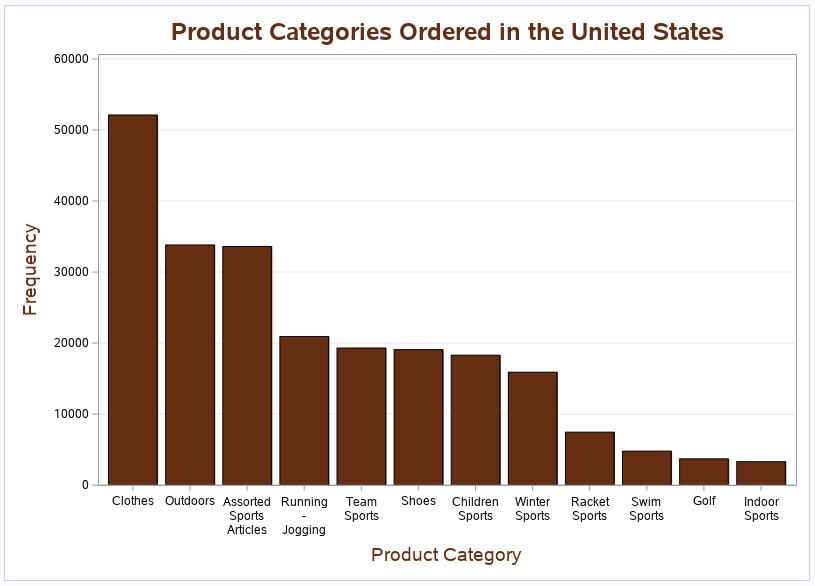 Product Categories Ordered in the United States
60000
50000
40000
30000
20000
10000
0
Frequency
Clothes
Outdoors
Assorted
Sports
Articles
Running
-
Jogging
Team
Sports
Shoes
Children
Sports
Winter
Sports
Racket
Sports
Swim
Sports
Golf
Indoor
Sports
Product Category